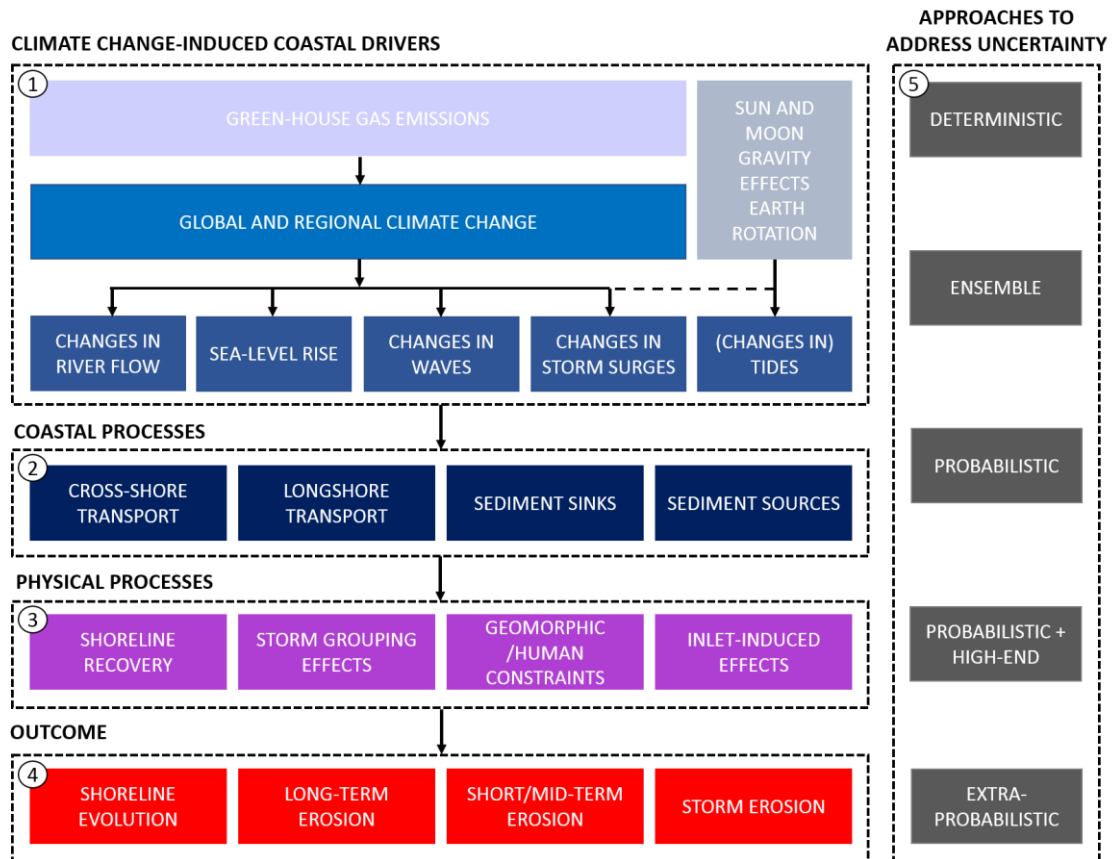 CLIMATE CHANGE-INDUCED COASTAL DRIVERS
1
GREEN-HOUSE GAS EMISSIONS
SUN AND
MOON
GRAVITY
EFFECTS
EARTH
ROTATION
GLOBAL AND REGIONAL CLIMATE CHANGE
CHANGES IN
RIVER FLOW
SEA-LEVEL RISE
CHANGES IN
WAVES
CHANGES IN
STORM SURGES
(CHANGES IN)
TIDES
COASTAL PROCESSES
2
CROSS-SHORE
TRANSPORT
LONGSHORE
TRANSPORT
SEDIMENT SINKS
SEDIMENT SOURCES
PHYSICAL PROCESSES
3
SHORELINE
RECOVERY
STORM GROUPING
EFFECTS
GEOMORPHIC
/HUMAN
CONSTRAINTS
INLET-INDUCED
EFFECTS
OUTCOME
4
SHORELINE
EVOLUTION
LONG-TERM
EROSION
SHORT/MID-TERM
EROSION
STORM EROSION
APPROACHES TO
ADDRESS UNCERTAINTY
5
DETERMINISTIC
ENSEMBLE
PROBABILISTIC
PROBABILISTIC +
HIGH-END
EXTRA-
PROBABILISTIC